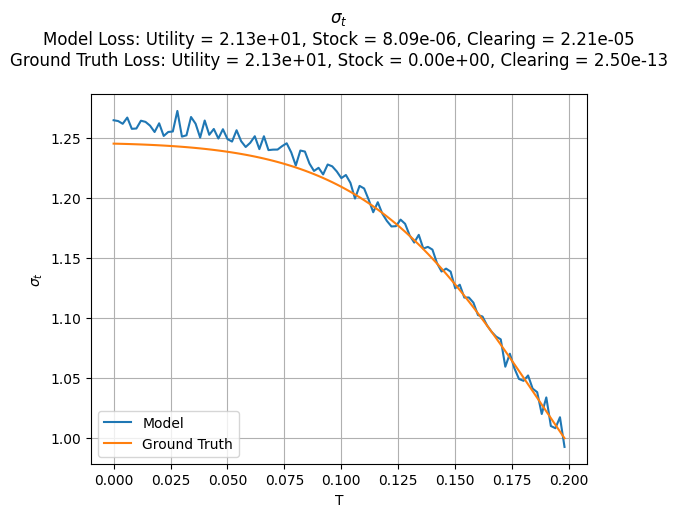 σt
Model Loss: Utility = 2.13e+01, Stock = 8.09e-06, Clearing = 2.21e-05
Ground Truth Loss: Utility = 2.13e+01, Stock = 0.00e+00, Clearing = 2.50e-13
σt
1.25
1.20
1.15
1.10
1.05
1.00
Model
Ground Truth
0.000 0.025 0.050 0.075 0.100 0.125 0.150 0.175 0.200
T